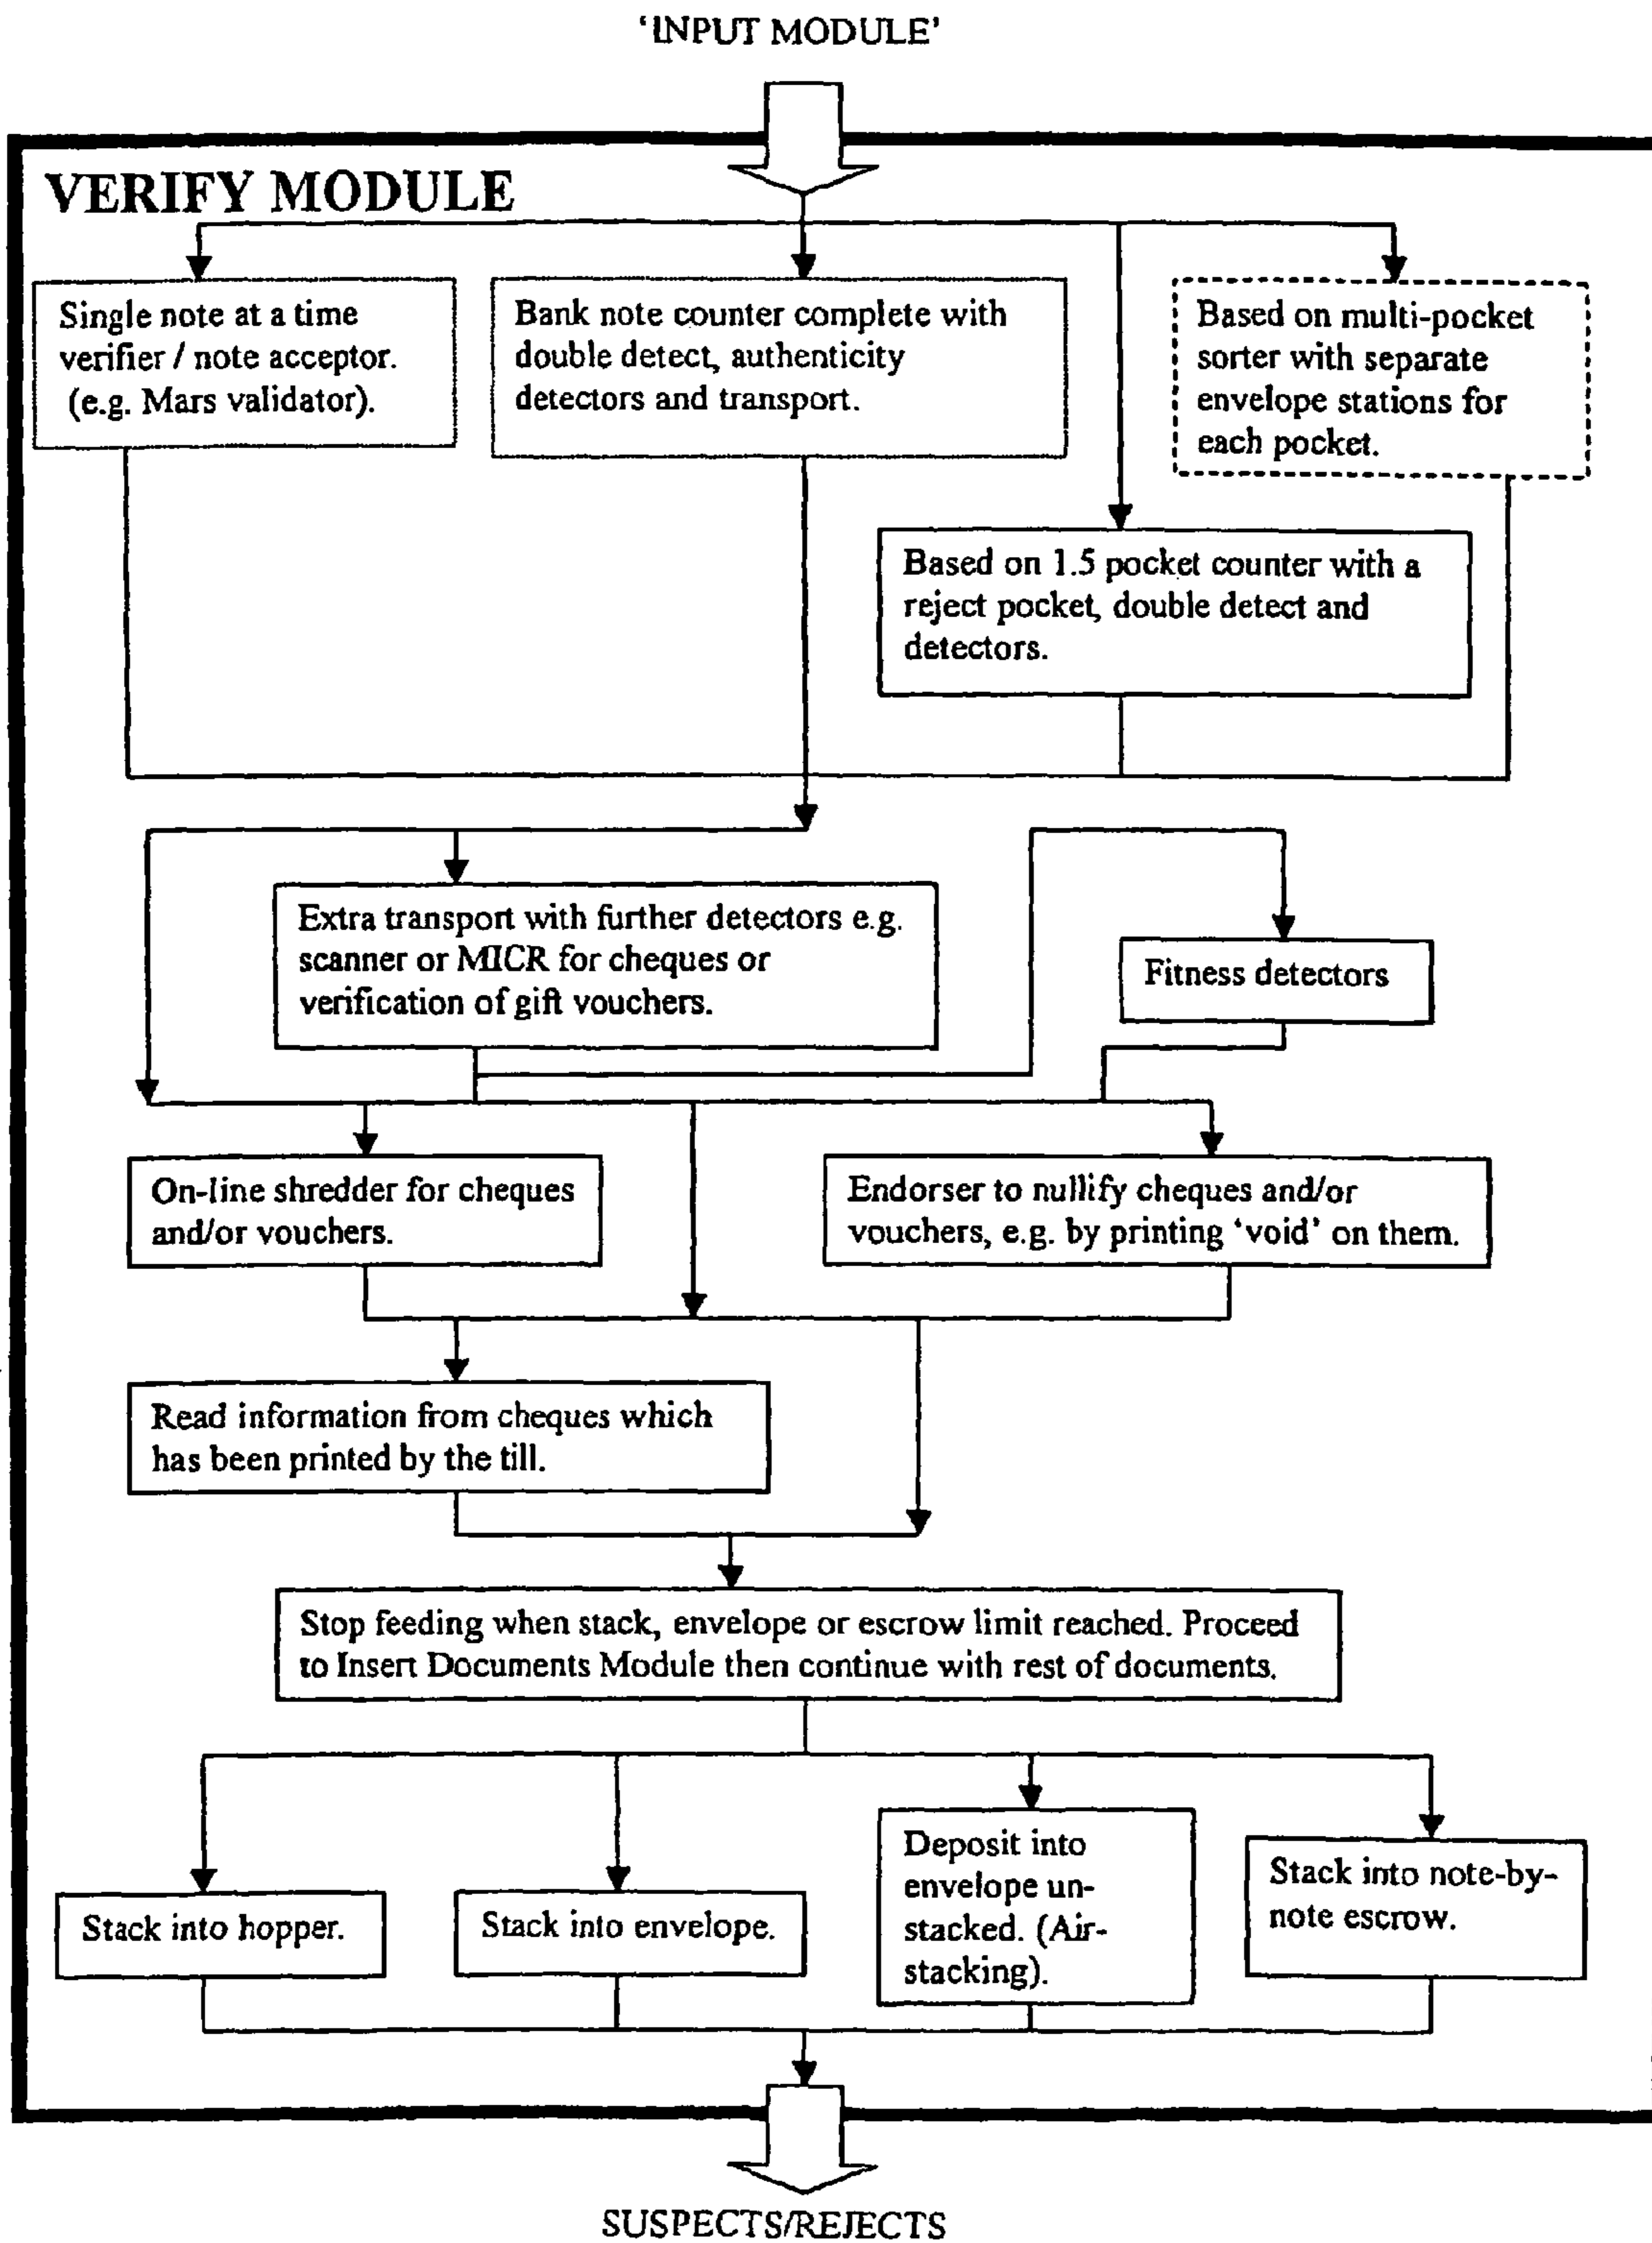 'INPUT MODULE'
VERIFY MODULE
Single note at a time
verifier / note acceptor.
(e.g. Mars validator).
Bank note counter complete with
double detect, authenticity
detectors and transport.
Based on multi-pocket
sorter with separate
envelope stations for
each pocket.
Based on 1.5 pocket counter with a
reject pocket, double detect and
detectors.
Extra transport with further detectors e.g.
scanner or MICR for cheques or
verification of gift vouchers.
Fitness detectors
On-line shredder for cheques
and/or vouchers.
Endorser to nullify cheques and/or
vouchers, e.g. by printing 'void' on them.
Read information from cheques which
has been printed by the till.
Stop feeding when stack, envelope or escrow limit reached. Proceed
to Insert Documents Module then continue with rest of documents.
Stack into hopper.
Stack into envelope.
Deposit into
envelope un-
stacked. (Air-
stacking).
Stack into note-by-
note escrow.
SUSPECTS/REJECTS